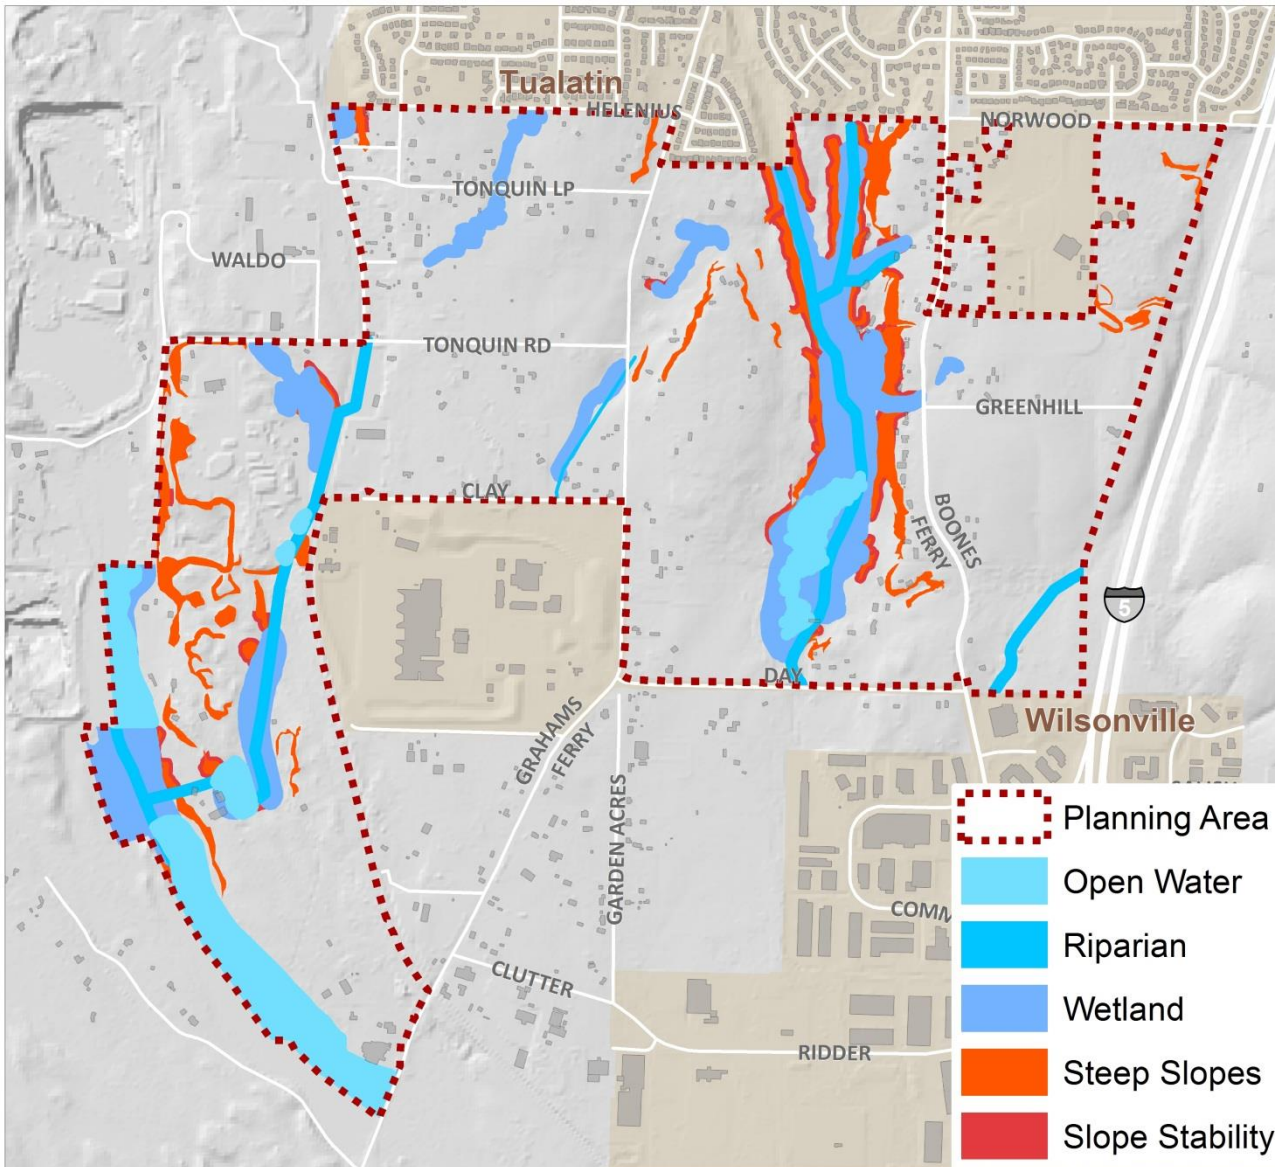 Tualatin
HELENIUS
NORWOOD
TONQUIN LP
WALDO
TONQUIN RD
GREENHILL
CLAY
BOONES
FERRY
5
DAY
Wilsonville
GRAHAMS
FERRY
GARDEN ACRES
COMM
CLUTTER
RIDDER
Planning Area
Open Water
Riparian
Wetland
Steep Slopes
Slope Stability